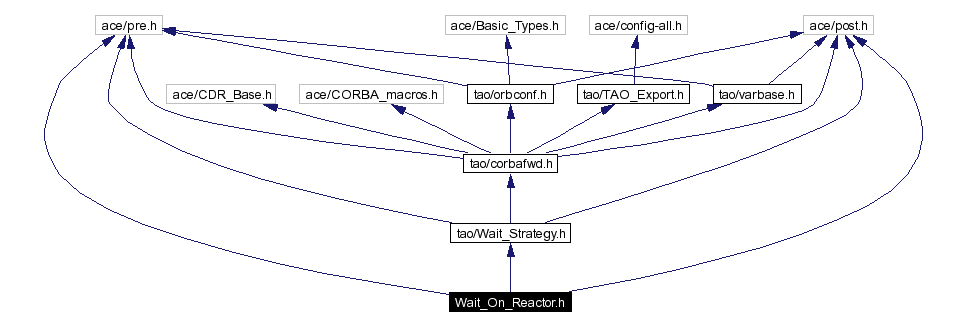 ace/pre.h
ace/Basic_Types.h
ace/config-all.h
ace/post.h
ace/CDR_Base.h
ace/CORBA_macros.h
tao/orbconf.h
tao/TAO_Export.h
tao/varbase.h
tao/corbafwd.h
tao/Wait_Strategy.h
Wait_On_Reactor.h